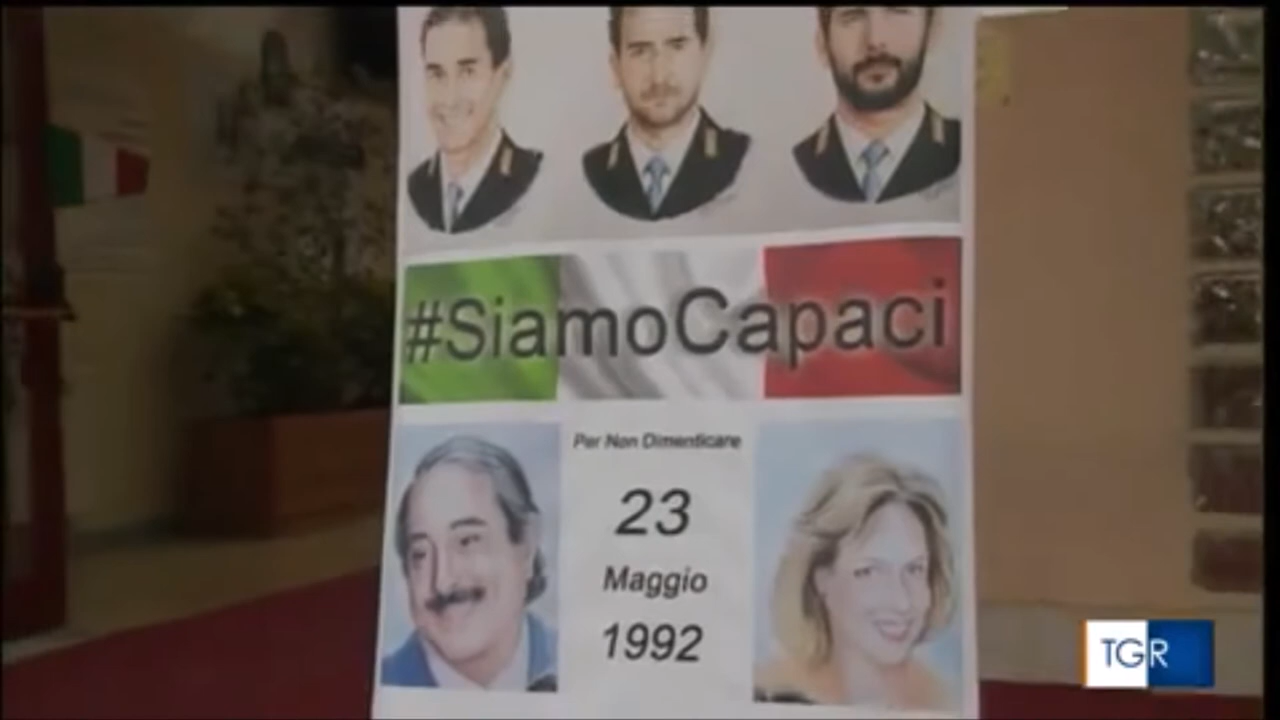 #SiamoCapaci
Per Non Dimenticare
23
Maggio
1992
TGR